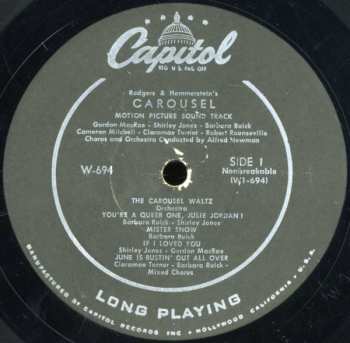 Capitol
REG. U.S. PAT. OFF.
Rodgers & Hammerstein's
CAROUSEL
MOTION PICTURE SOUND TRACK
Gordon MacRae - Shirley Jones - Barbara Ruick
Cameron Mitchell - Claramae Turner - Robert Rounseville
Chorus and Orchestra Conducted by Alfred Newman
W-694
SIDE 1
Nonbreakable
(W1-694)
THE CAROUSEL WALTZ
Orchestra
YOU'RE A QUEER ONE, JULIE JORDAN!
Barbara Ruick - Shirley Jones
MISTER SNOW
Barbara Ruick
IF I LOVED YOU
Shirley Jones - Gordon MacRae
JUNE IS BUSTIN' OUT ALL OVER
Claramae Turner - Barbara Ruick -
Mixed Chorus
LONG PLAYING
MANUFACTURED BY CAPITOL RECORDS INC • HOLLYWOOD CALIFORNIA, U.S.A.